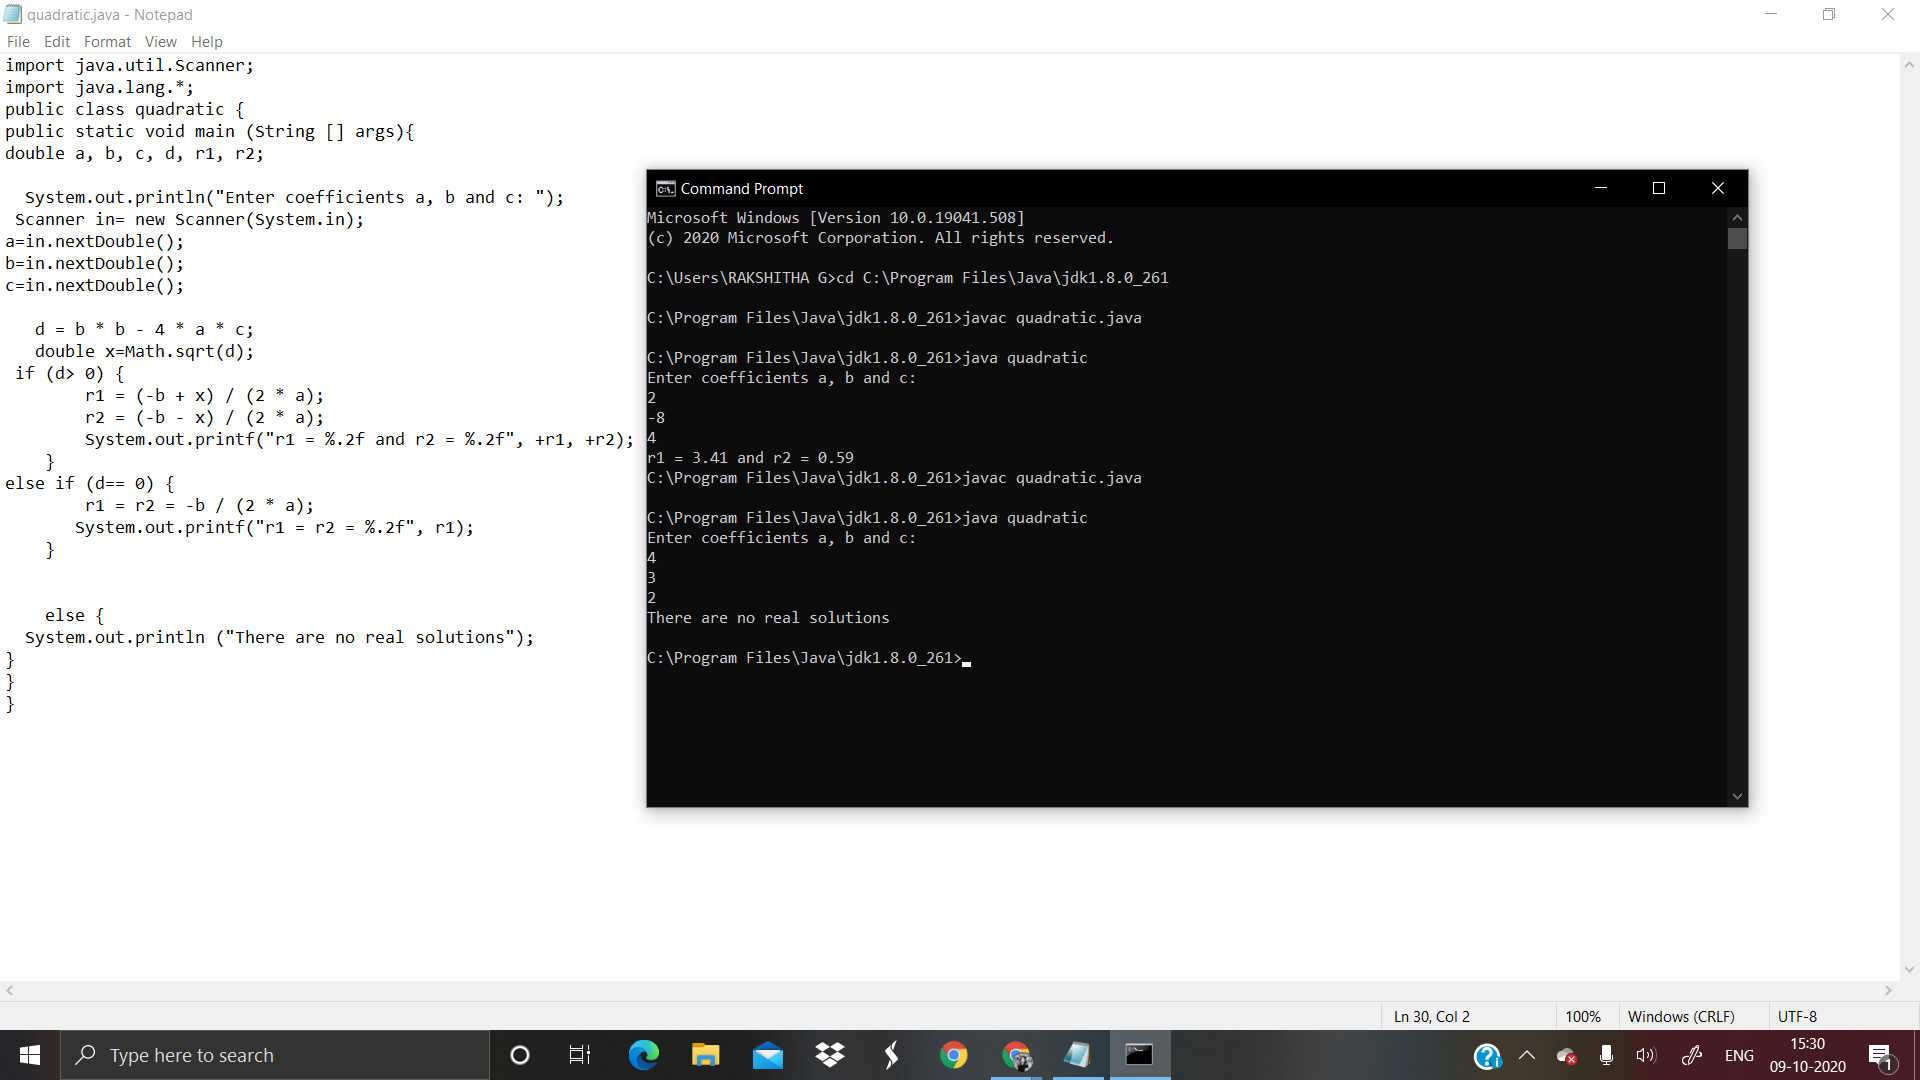 quadratic.java - Notepad
File Edit Format View Help
import java.util.Scanner;
import java.lang.*;
public class quadratic {
public static void main (String [] args){
double a, b, c, d, r1, r2;
System.out.println("Enter coefficients a, b and c: ");
Scanner in= new Scanner(System.in);
a=in.nextDouble();
b=in.nextDouble();
c=in.nextDouble();
d = b * b - 4 * a * c;
double x=Math.sqrt(d);
if (d> 0) {
r1 = (-b + x) / (2 * a);
r2 = (-b - x) / (2 * a);
System.out.printf("r1 = %.2f and r2 = %.2f", +r1, +r2);
}
else if (d== 0) {
r1 = r2 = -b / (2 * a);
System.out.printf("r1 = r2 = %.2f", r1);
}
else {
System.out.println ("There are no real solutions");
}
}
}
Command Prompt
Microsoft Windows [Version 10.0.19041.508]
(c) 2020 Microsoft Corporation. All rights reserved.
C:\Users\RAKSHITHA G>cd C:\Program Files\Java\jdk1.8.0_261
C:\Program Files\Java\jdk1.8.0_261>javac quadratic.java
C:\Program Files\Java\jdk1.8.0_261>java quadratic
Enter coefficients a, b and c:
2
-8
4
r1 = 3.41 and r2 = 0.59
C:\Program Files\Java\jdk1.8.0_261>javac quadratic.java
C:\Program Files\Java\jdk1.8.0_261>java quadratic
Enter coefficients a, b and c:
4
3
2
There are no real solutions
C:\Program Files\Java\jdk1.8.0_261>
Ln 30, Col 2 100% Windows (CRLF) UTF-8
Type here to search
ENG
15:30
09-10-2020
1